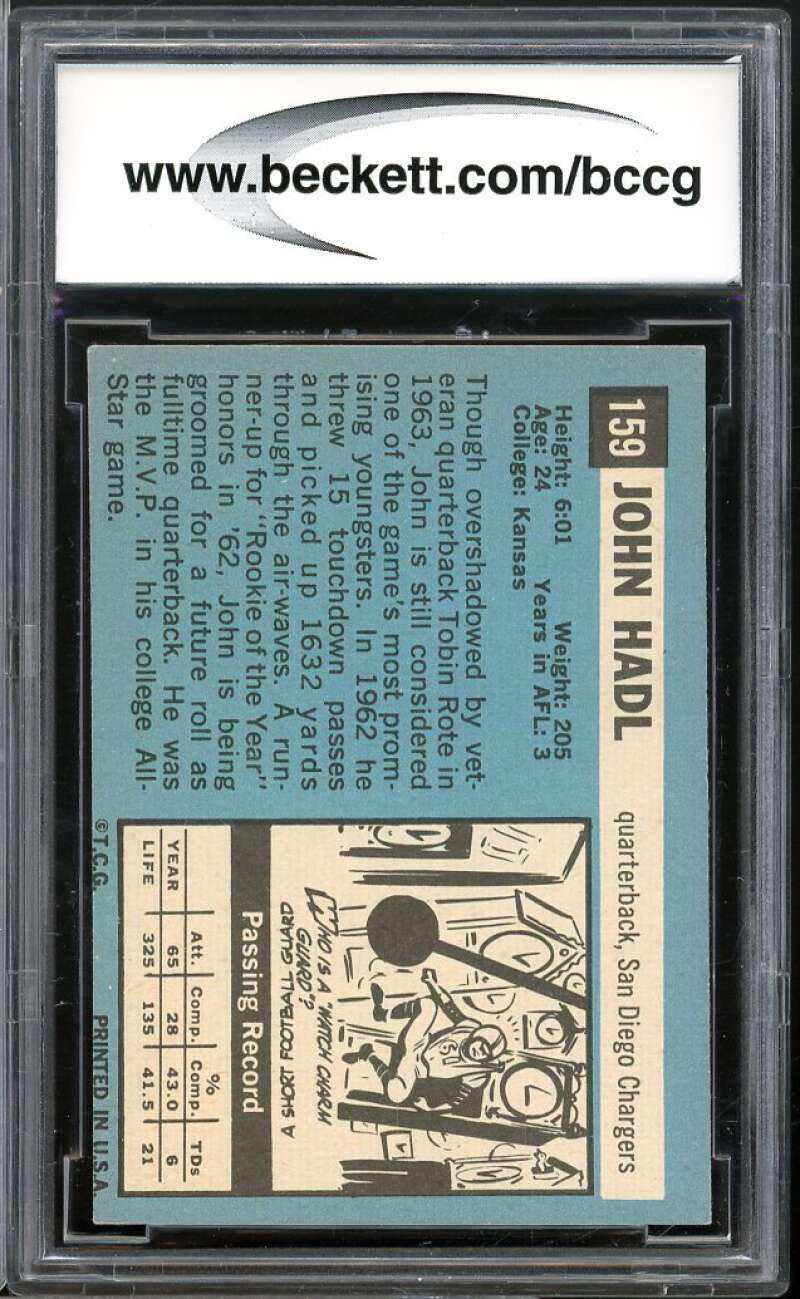 www.beckett.com/bccg
159 JOHN HADL quarterback, San Diego Chargers
Height: 6:01 Weight: 205
Age: 24 Years in AFL: 3
College: Kansas
Though overshadowed by vet-
eran quarterback Tobin Rote in
1963, John is still considered
one of the game's most prom-
ising youngsters. In 1962 he
threw 15 touchdown passes
and picked up 1632 yards
through the air-waves. A run-
ner-up for "Rookie of the Year"
honors in '62, John is being
groomed for a future roll as
fulltime quarterback. He was
the M.V.P. in his college All-
Star game.
5
WHO IS A "WATCH CHARM
GUARD"?
A SHORT FOOTBALL GUARD
Passing Record
Att. Comp. % Comp. TDs
YEAR 65 28 43.0 6
LIFE 325 135 41.5 21
©T.C.G. PRINTED IN U.S.A.